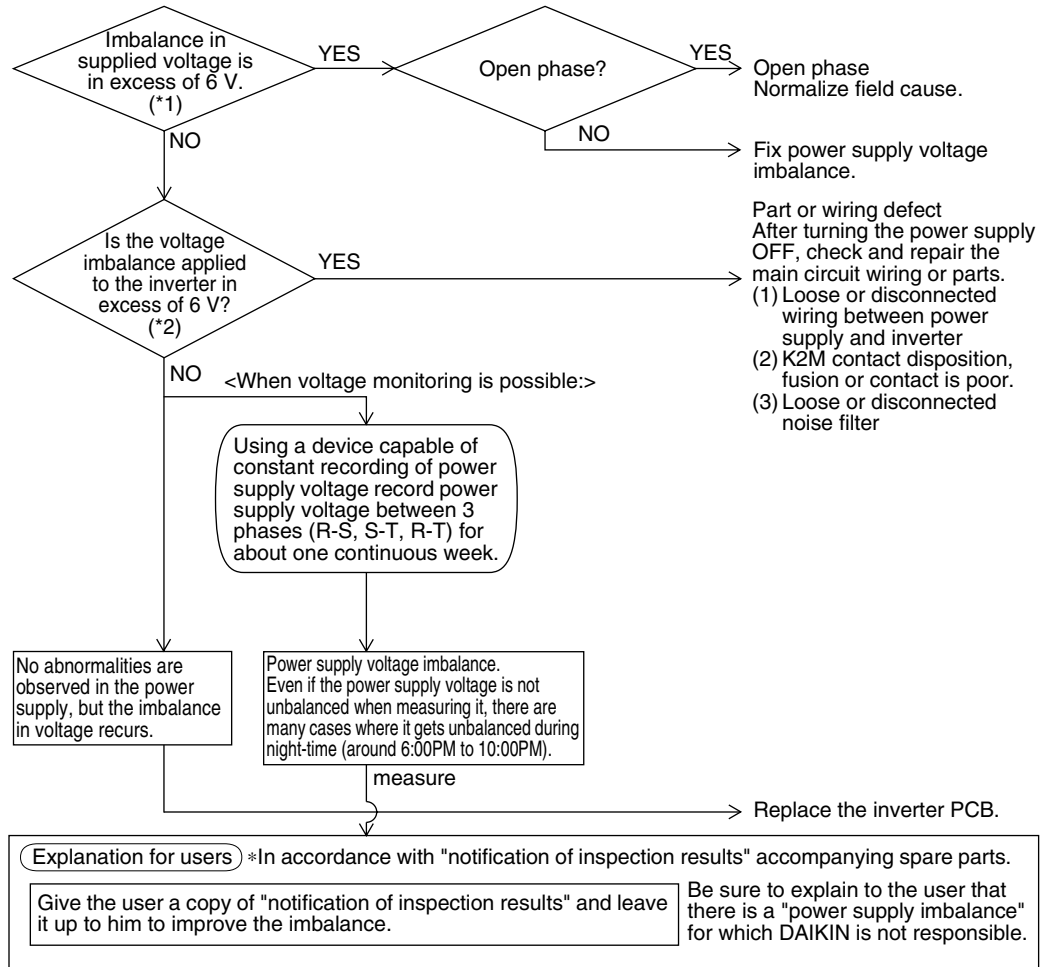 Imbalance in
supplied voltage is
in excess of 6 V.
(*1)
YES
Open phase?
YES
Open phase
Normalize field cause.
NO
Fix power supply voltage
imbalance.
NO
Is the voltage
imbalance applied
to the inverter in
excess of 6 V?
(*2)
YES
Part or wiring defect
After turning the power supply
OFF, check and repair the
main circuit wiring or parts.
(1) Loose or disconnected
wiring between power
supply and inverter
(2) K2M contact disposition,
fusion or contact is poor.
(3) Loose or disconnected
noise filter
NO
<When voltage monitoring is possible:>
Using a device capable of
constant recording of power
supply voltage record power
supply voltage between 3
phases (R-S, S-T, R-T) for
about one continuous week.
No abnormalities are
observed in the power
supply, but the imbalance
in voltage recurs.
Power supply voltage imbalance.
Even if the power supply voltage is not
unbalanced when measuring it, there are
many cases where it gets unbalanced during
night-time (around 6:00PM to 10:00PM).
measure
Replace the inverter PCB.
Explanation for users *In accordance with "notification of inspection results" accompanying spare parts.
Give the user a copy of "notification of inspection results" and leave
it up to him to improve the imbalance.
Be sure to explain to the user that
there is a "power supply imbalance"
for which DAIKIN is not responsible.